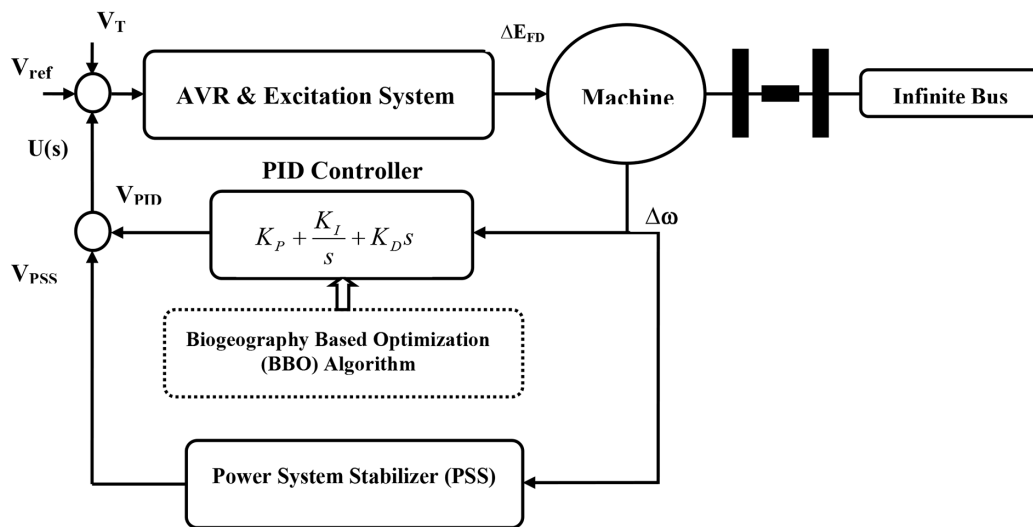 V_T
ΔE_FD
V_ref
AVR & Excitation System
Machine
Infinite Bus
U(s)
PID Controller
V_PID
Δω
K_P + K_I/s + K_D s
V_PSS
Biogeography Based Optimization
(BBO) Algorithm
Power System Stabilizer (PSS)